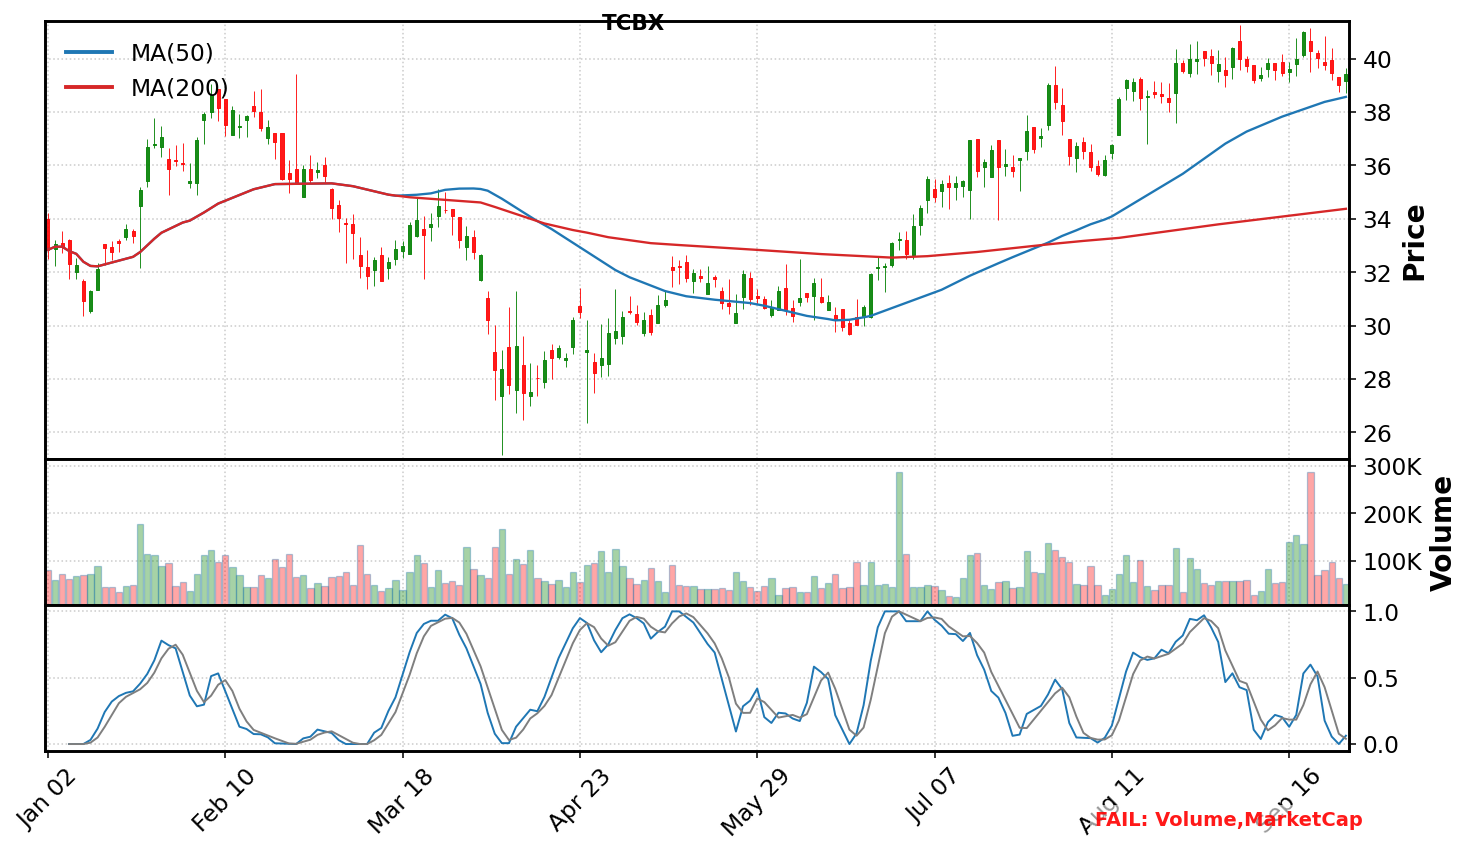 TCBX
MA(50)
MA(200)
40
38
36
34
32
30
28
26
Price
300K
200K
100K
Volume
1.0
0.5
0.0
Jan 02
Feb 10
Mar 18
Apr 23
May 29
Jul 07
Aug 11
Sep 16
FAIL: Volume,MarketCap